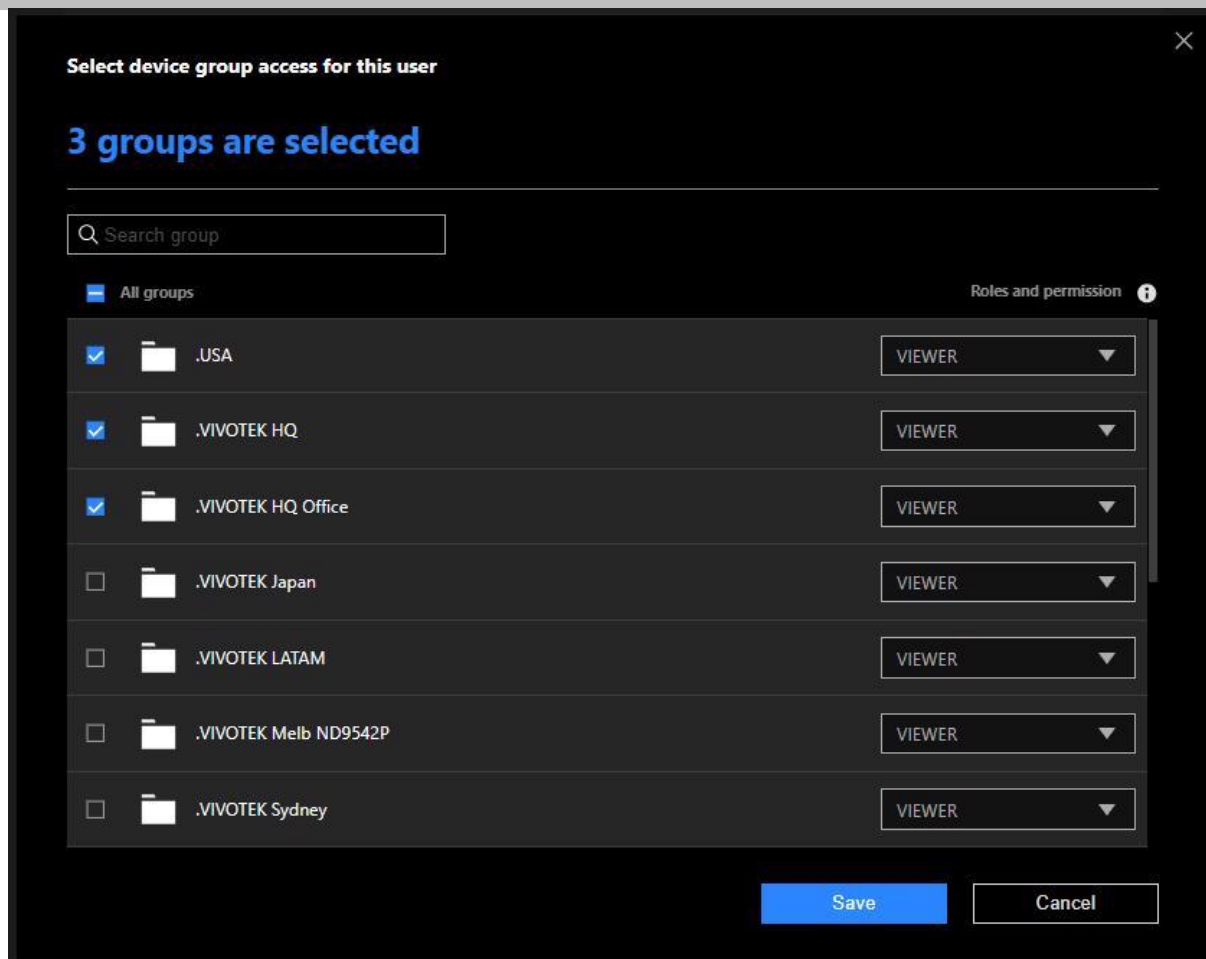 Select device group access for this user
3 groups are selected
Search group
All groups Roles and permission
.USA VIEWER
.VIVOTEK HQ VIEWER
.VIVOTEK HQ Office VIEWER
.VIVOTEK Japan VIEWER
.VIVOTEK LATAM VIEWER
.VIVOTEK Melb ND9542P VIEWER
.VIVOTEK Sydney VIEWER
Save Cancel